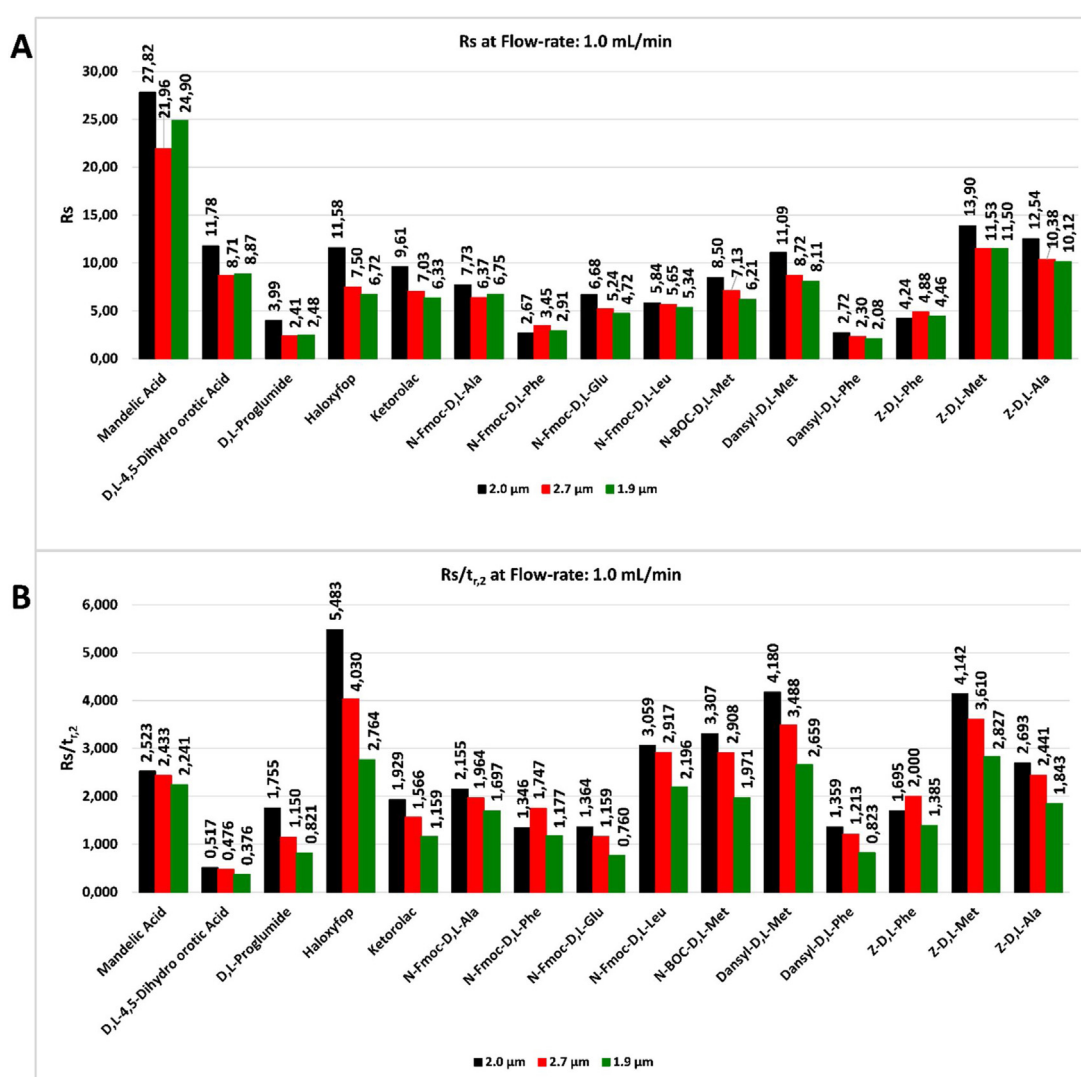 A
Rs at Flow-rate: 1.0 mL/min
Rs
30,00
25,00
20,00
15,00
10,00
5,00
0,00
27,82
21,96
24,90
11,78
8,71
8,87
3,99
2,41
2,48
11,58
7,50
6,72
9,61
7,03
6,33
7,73
6,37
6,75
2,67
3,45
2,91
6,68
5,24
4,72
5,84
5,65
5,34
8,50
7,13
6,21
11,09
8,72
8,11
2,72
2,30
2,08
4,24
4,88
4,46
13,90
11,53
11,50
12,54
10,38
10,12
Mandelic Acid
D,L-4,5-Dihydro orotic Acid
D,L-Proglumide
Haloxyfop
Ketorolac
N-Fmoc-D,L-Ala
N-Fmoc-D,L-Phe
N-Fmoc-D,L-Glu
N-Fmoc-D,L-Leu
N-BOC-D,L-Met
Dansyl-D,L-Met
Dansyl-D,L-Phe
Z-D,L-Phe
Z-D,L-Met
Z-D,L-Ala
2.0 µm 2.7 µm 1.9 µm
B
Rs/tr,2 at Flow-rate: 1.0 mL/min
Rs/tr,2
6,000
5,000
4,000
3,000
2,000
1,000
0,000
2,523
2,433
2,241
0,517
0,476
0,376
1,755
1,150
0,821
5,483
4,030
2,764
1,929
1,566
1,159
2,155
1,964
1,697
1,346
1,747
1,177
1,364
1,159
0,760
3,059
2,917
2,196
3,307
2,908
1,971
4,180
3,488
2,659
1,359
1,213
0,823
1,695
2,000
1,385
4,142
3,610
2,827
2,693
2,441
1,843
Mandelic Acid
D,L-4,5-Dihydro orotic Acid
D,L-Proglumide
Haloxyfop
Ketorolac
N-Fmoc-D,L-Ala
N-Fmoc-D,L-Phe
N-Fmoc-D,L-Glu
N-Fmoc-D,L-Leu
N-BOC-D,L-Met
Dansyl-D,L-Met
Dansyl-D,L-Phe
Z-D,L-Phe
Z-D,L-Met
Z-D,L-Ala
2.0 µm 2.7 µm 1.9 µm